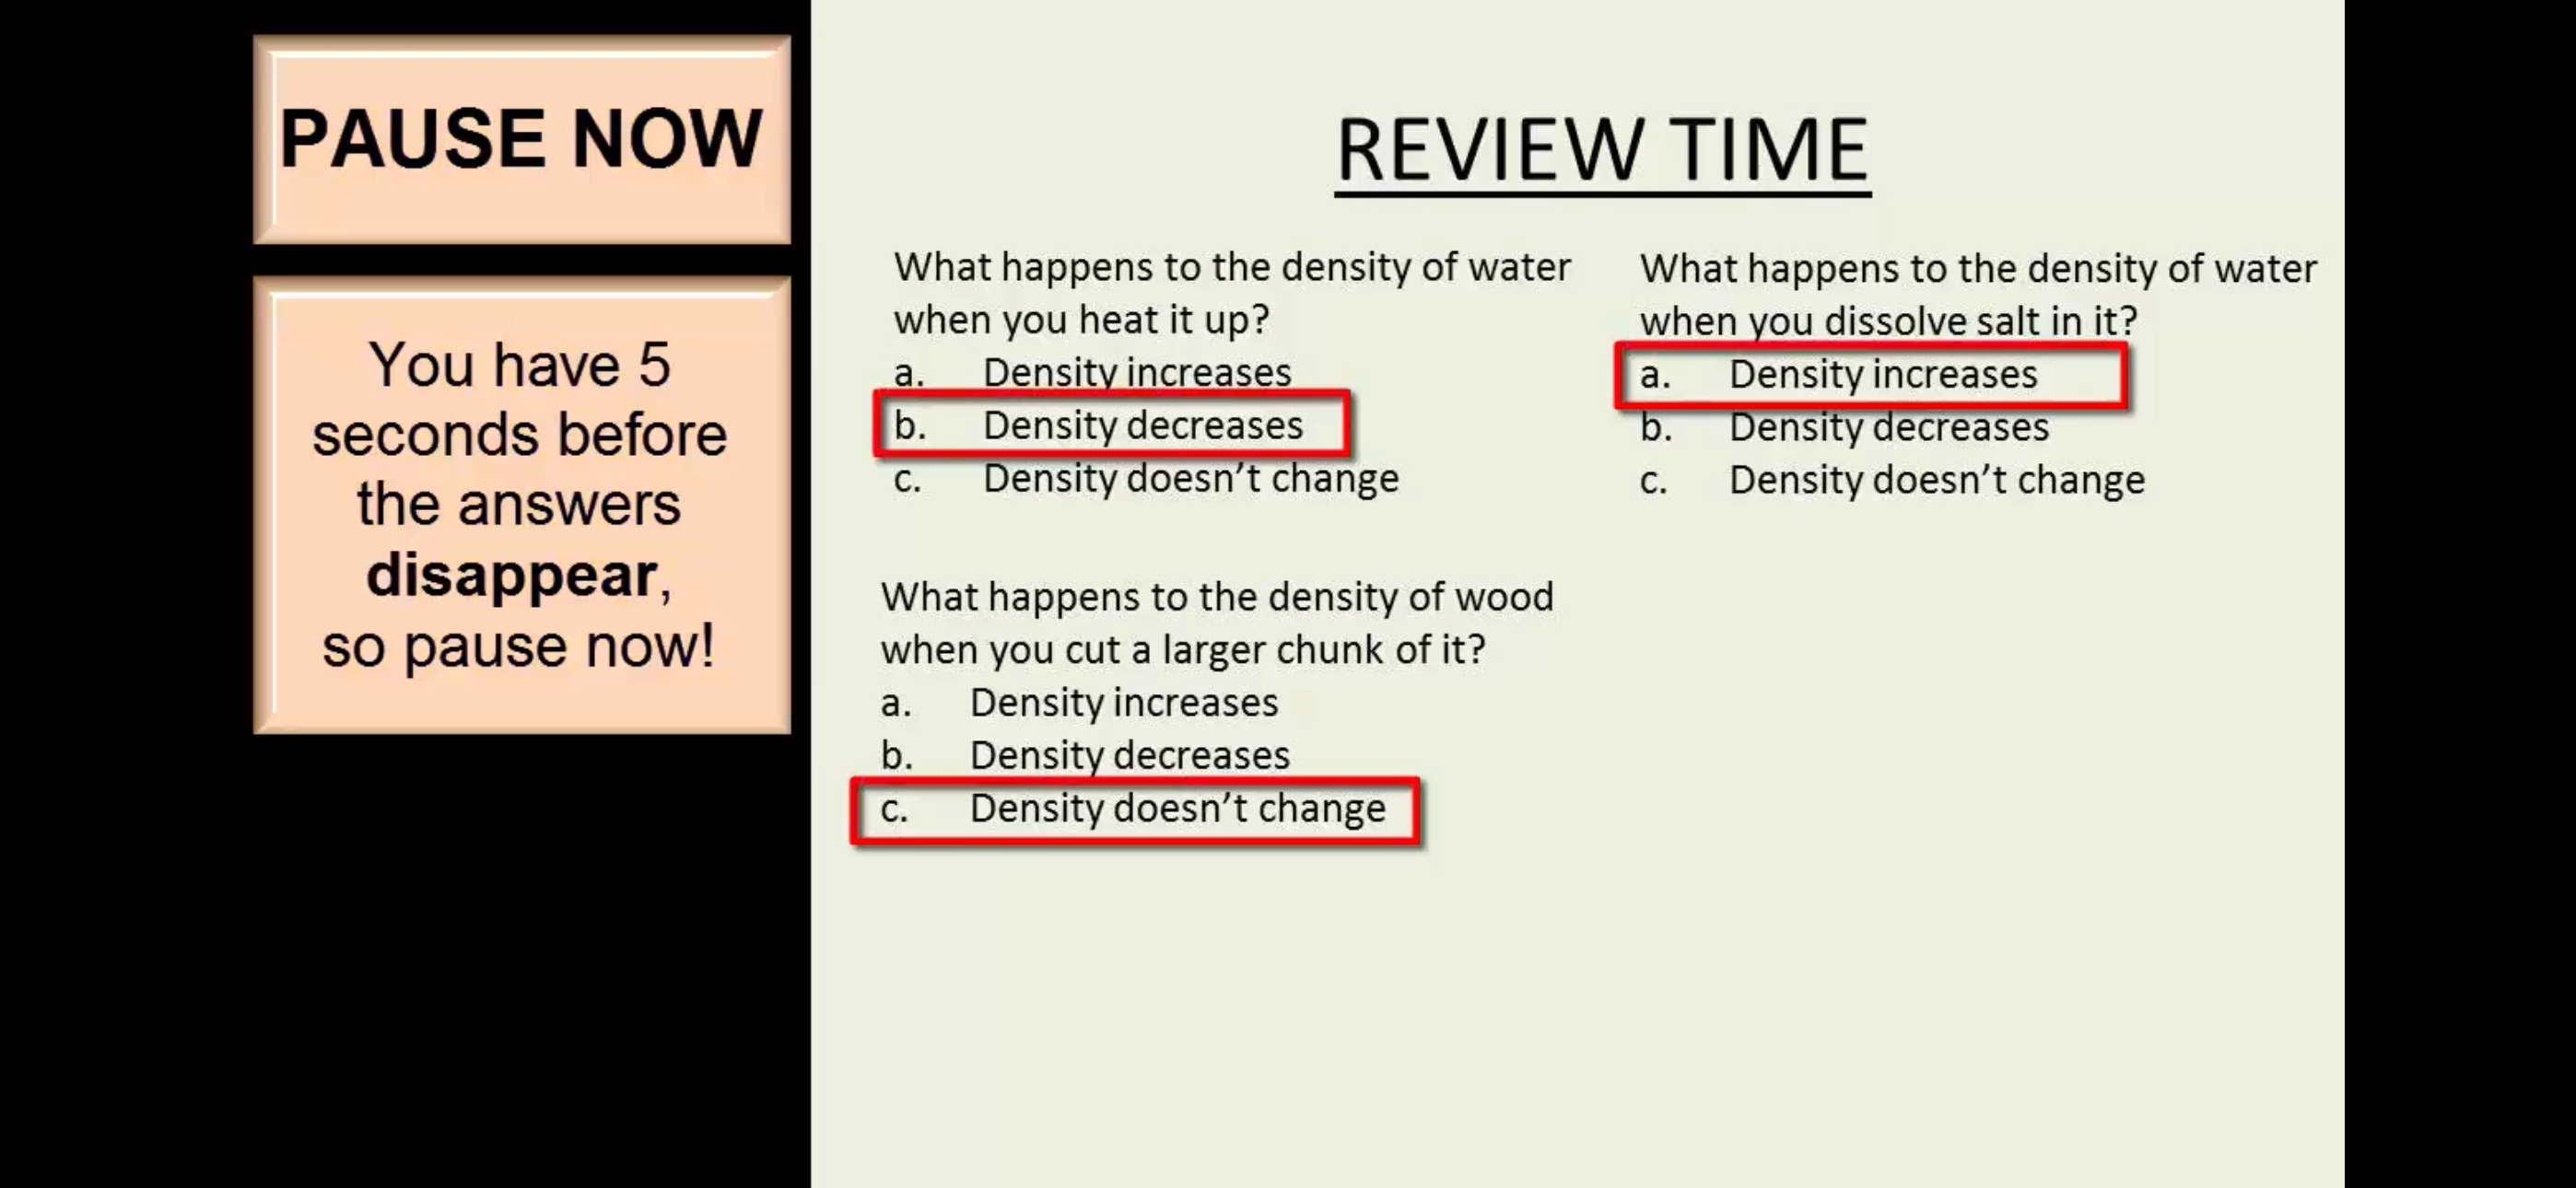 PAUSE NOW
You have 5
seconds before
the answers
disappear,
so pause now!
REVIEW TIME
What happens to the density of water
when you heat it up?
a. Density increases
b. Density decreases
c. Density doesn't change
What happens to the density of water
when you dissolve salt in it?
a. Density increases
b. Density decreases
c. Density doesn't change
What happens to the density of wood
when you cut a larger chunk of it?
a. Density increases
b. Density decreases
c. Density doesn't change